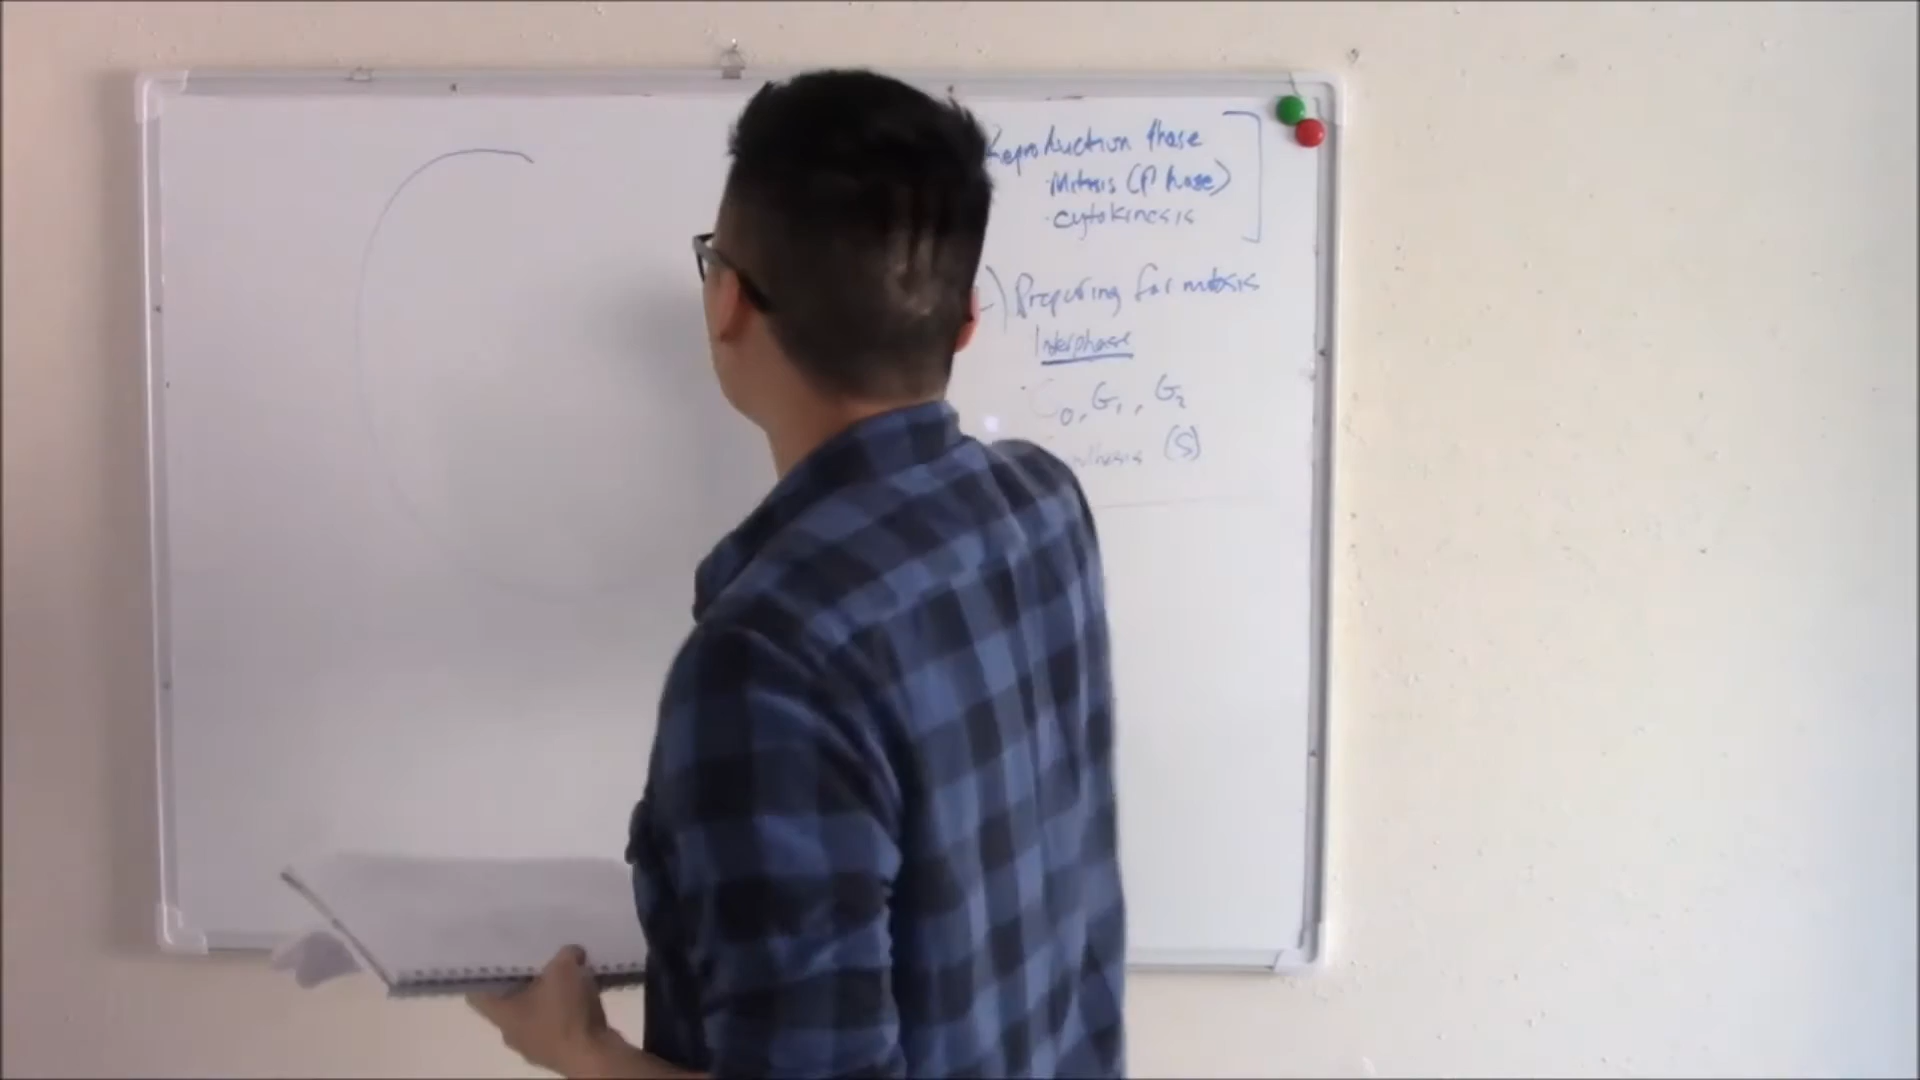 Reproduction Phase
· Mitosis (P hase)
· cytokinesis
Preparing for mitosis
Interphase
0, G1, G2
(S)